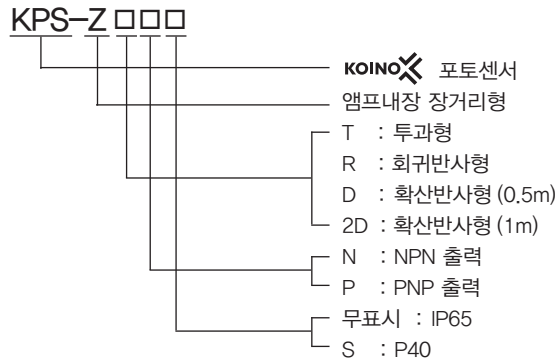 KPS-Z□□□
KOINO 포토센서
앰프내장 장거리형
T : 투과형
R : 회귀반사형
D : 확산반사형 (0.5m)
2D : 확산반사형 (1m)
N : NPN 출력
P : PNP 출력
무표시 : IP65
S : P40